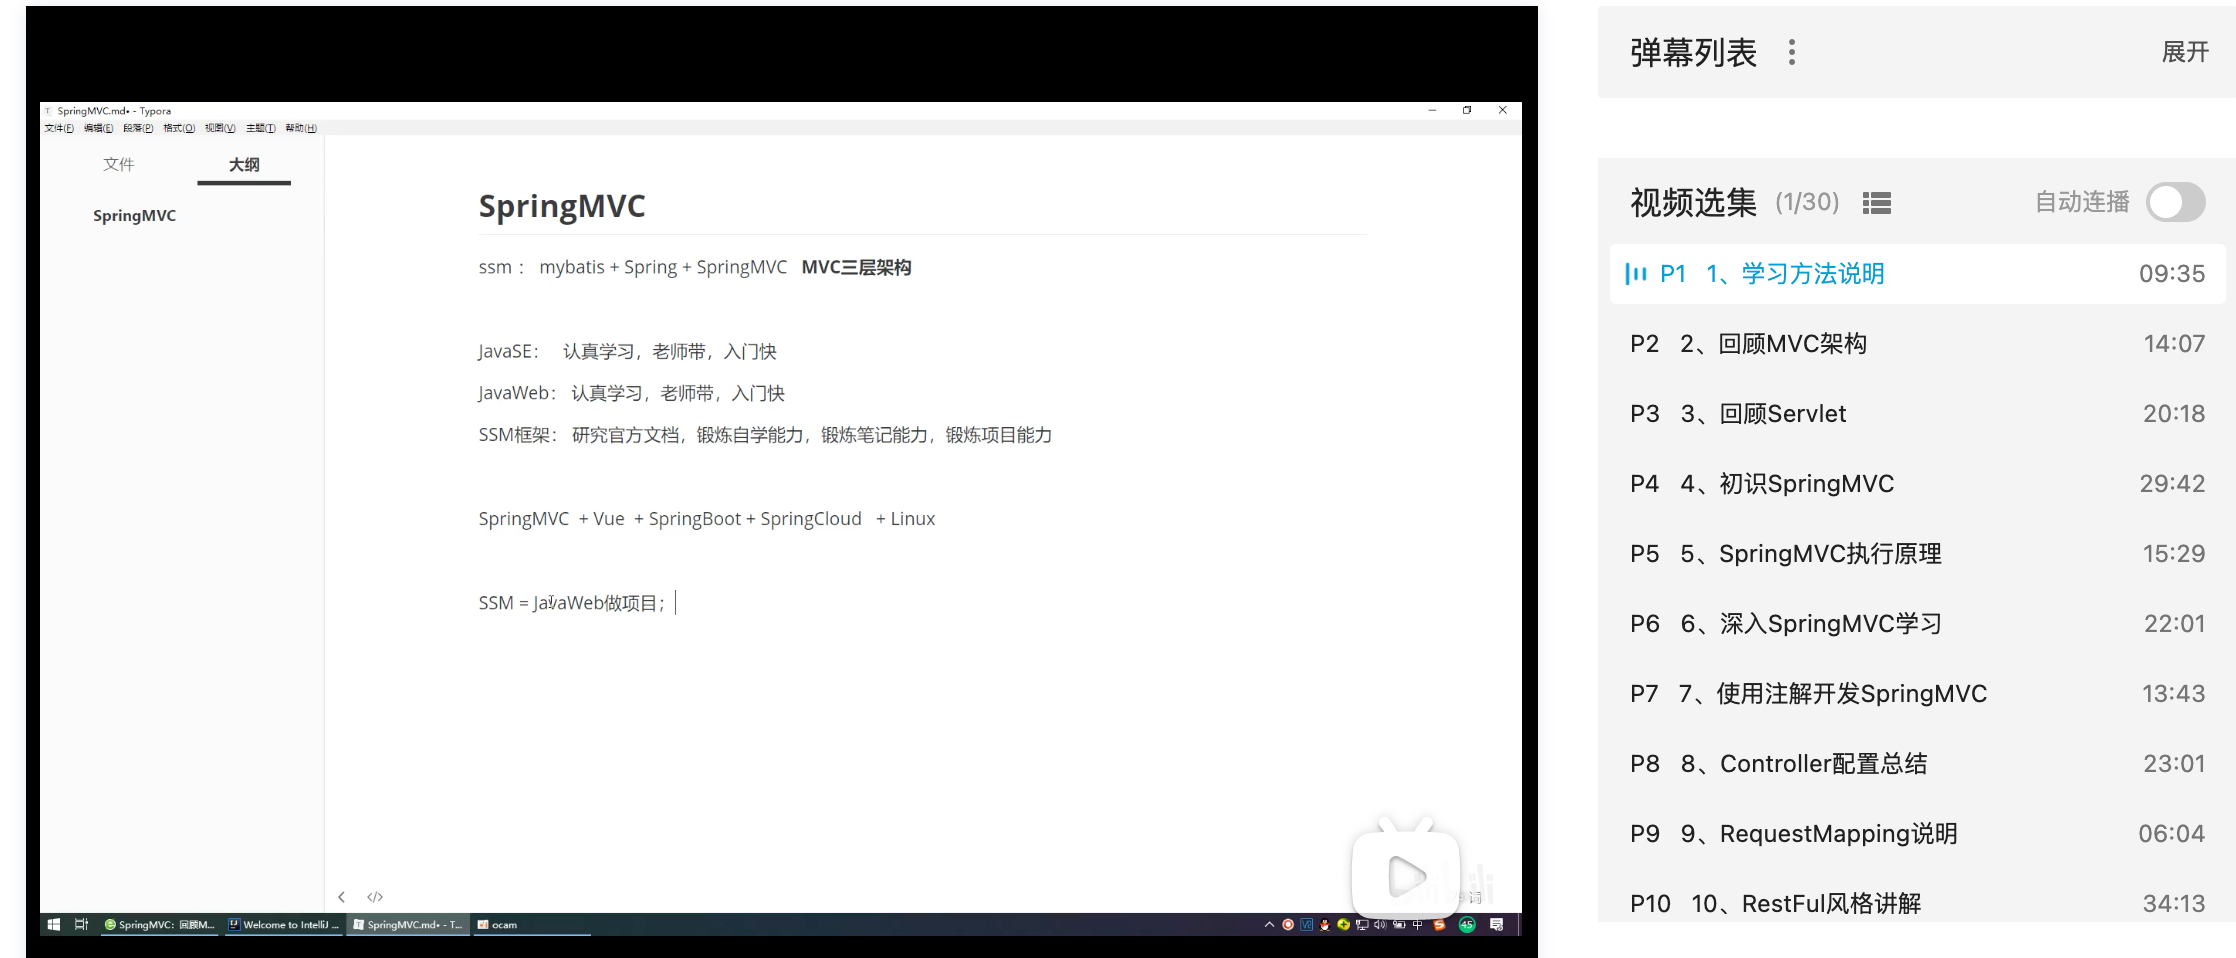 SpringMVC.md• - Typora
文件(F) 编辑(E) 段落(P) 格式(O) 视图(V) 主题(T) 帮助(H)
文件 大纲
SpringMVC
SpringMVC
ssm： mybatis + Spring + SpringMVC MVC三层架构
JavaSE： 认真学习，老师带，入门快
JavaWeb： 认真学习，老师带，入门快
SSM框架： 研究官方文档，锻炼自学能力，锻炼笔记能力，锻炼项目能力
SpringMVC + Vue + SpringBoot + SpringCloud + Linux
SSM = JavaWeb做项目；
</>
词
SpringMVC：回顾M... Welcome to IntelliJ ... SpringMVC.md• - T... ocam
中 45
弹幕列表 展开
视频选集 (1/30) 自动连播
P1 1、学习方法说明 09:35
P2 2、回顾MVC架构 14:07
P3 3、回顾Servlet 20:18
P4 4、初识SpringMVC 29:42
P5 5、SpringMVC执行原理 15:29
P6 6、深入SpringMVC学习 22:01
P7 7、使用注解开发SpringMVC 13:43
P8 8、Controller配置总结 23:01
P9 9、RequestMapping说明 06:04
P10 10、RestFul风格讲解 34:13